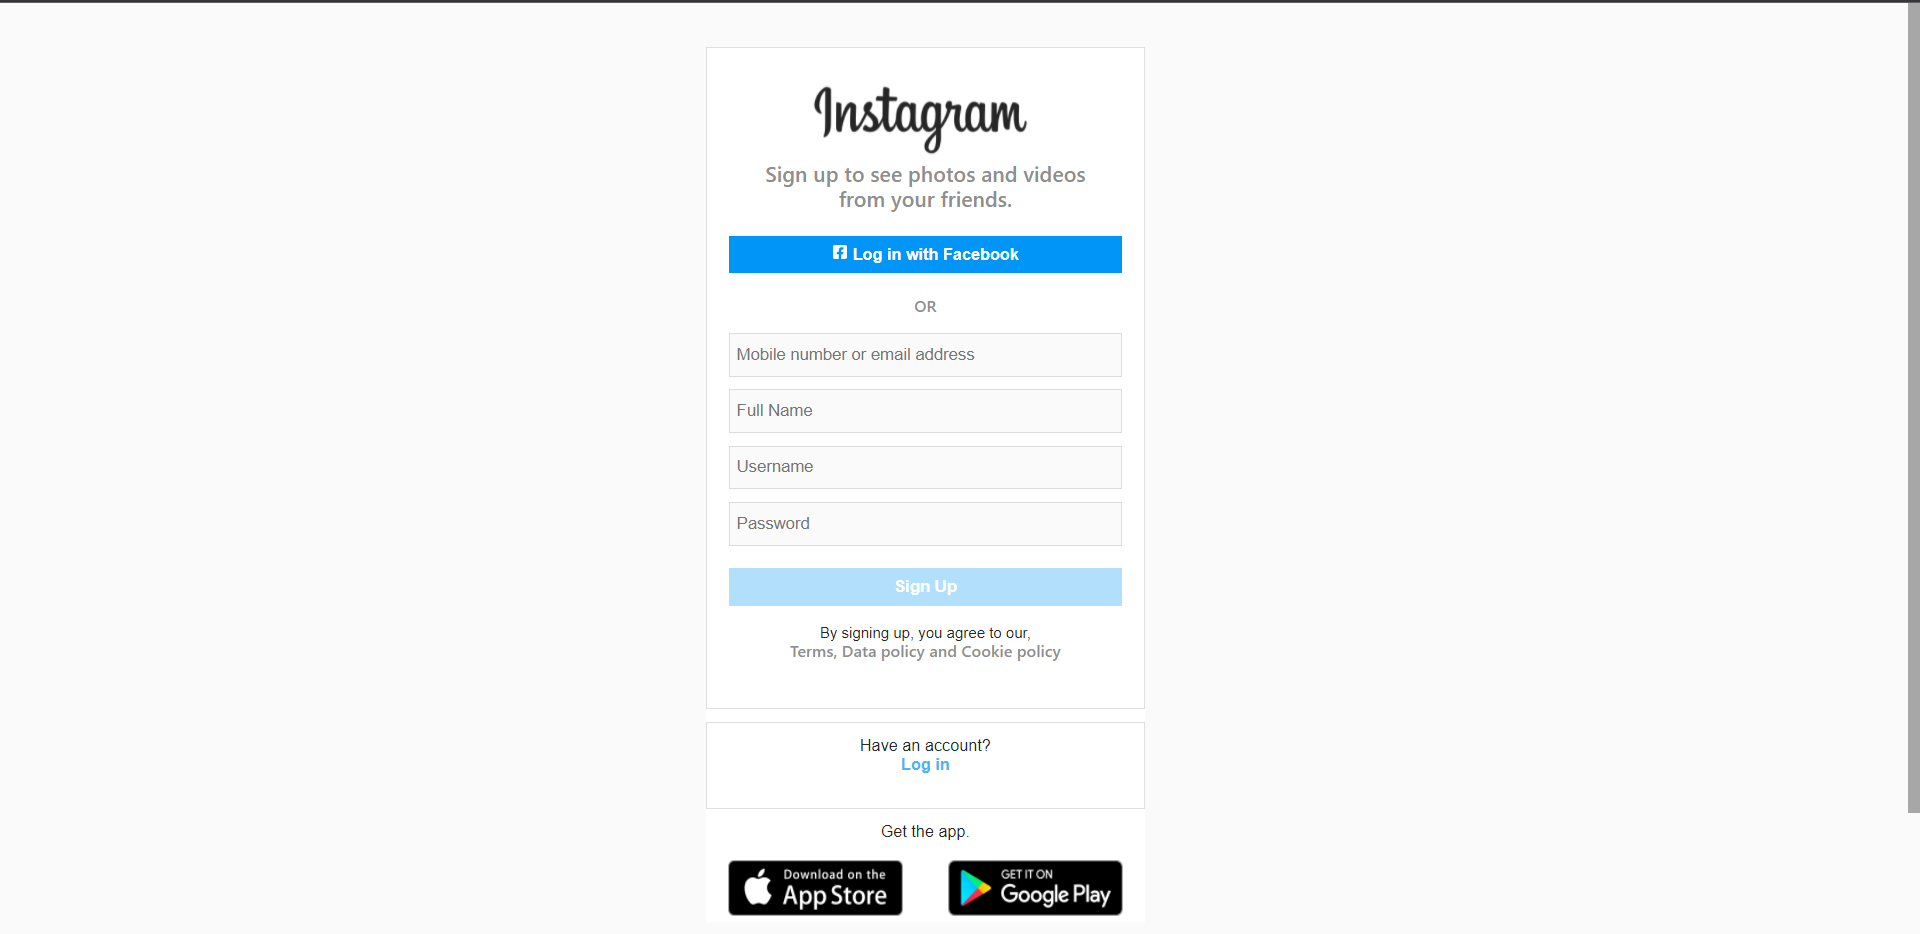 Instagram
Sign up to see photos and videos
from your friends.
Log in with Facebook
OR
Mobile number or email address
Full Name
Username
Password
Sign Up
By signing up, you agree to our,
Terms, Data policy and Cookie policy
Have an account?
Log in
Get the app.
Download on the
App Store
GET IT ON
Google Play